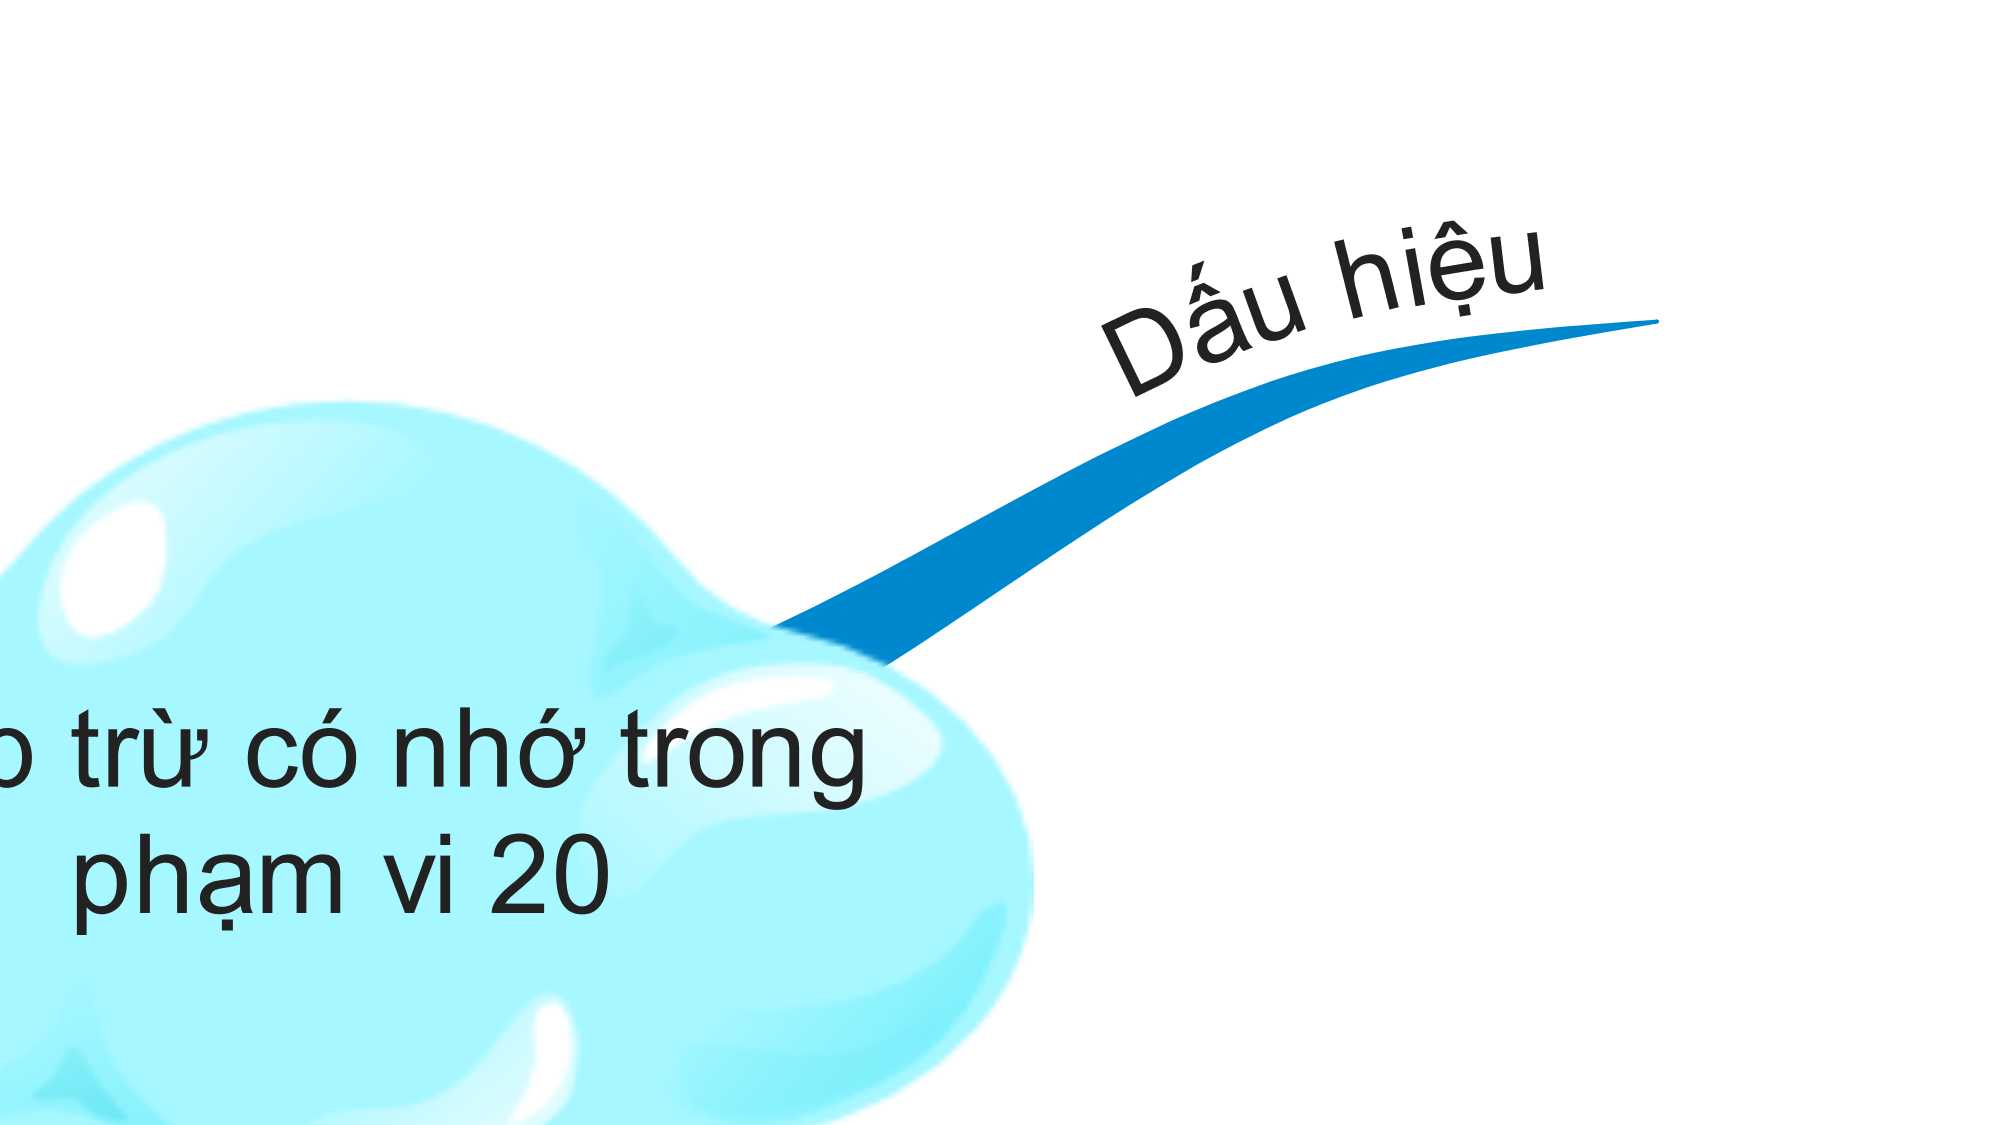 Dấu hiệu
trừ có nhớ trong
phạm vi 20